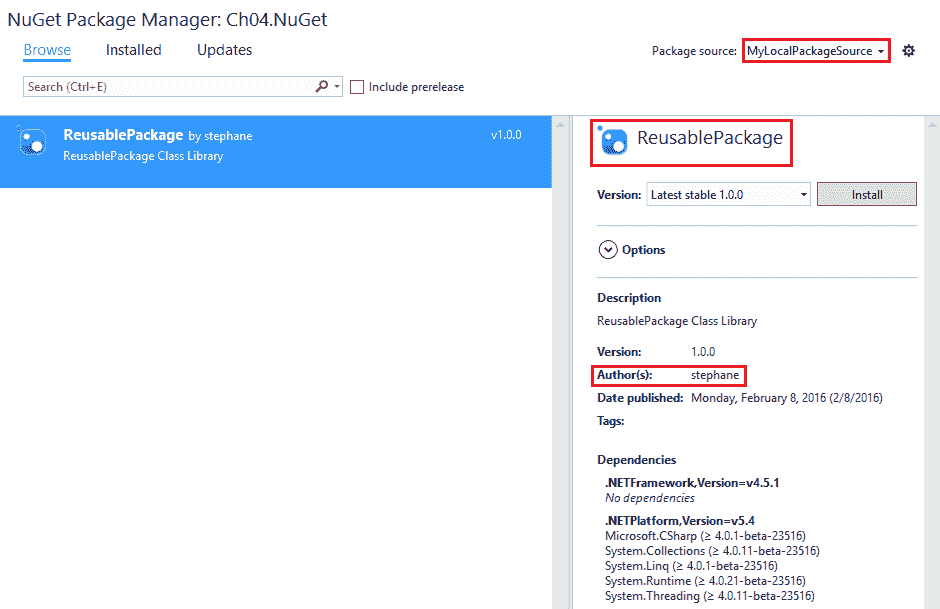 NuGet Package Manager: Ch04.NuGet
Browse Installed Updates
Package source: MyLocalPackageSource
Search (Ctrl+E)
Include prerelease
ReusablePackage by stephane
v1.0.0
ReusablePackage Class Library
ReusablePackage
Version: Latest stable 1.0.0
Install
Options
Description
ReusablePackage Class Library
Version: 1.0.0
Author(s): stephane
Date published: Monday, February 8, 2016 (2/8/2016)
Tags:
Dependencies
.NETFramework,Version=v4.5.1
No dependencies
.NETPlatform,Version=v5.4
Microsoft.CSharp (≥ 4.0.1-beta-23516)
System.Collections (≥ 4.0.11-beta-23516)
System.Linq (≥ 4.0.1-beta-23516)
System.Runtime (≥ 4.0.21-beta-23516)
System.Threading (≥ 4.0.11-beta-23516)